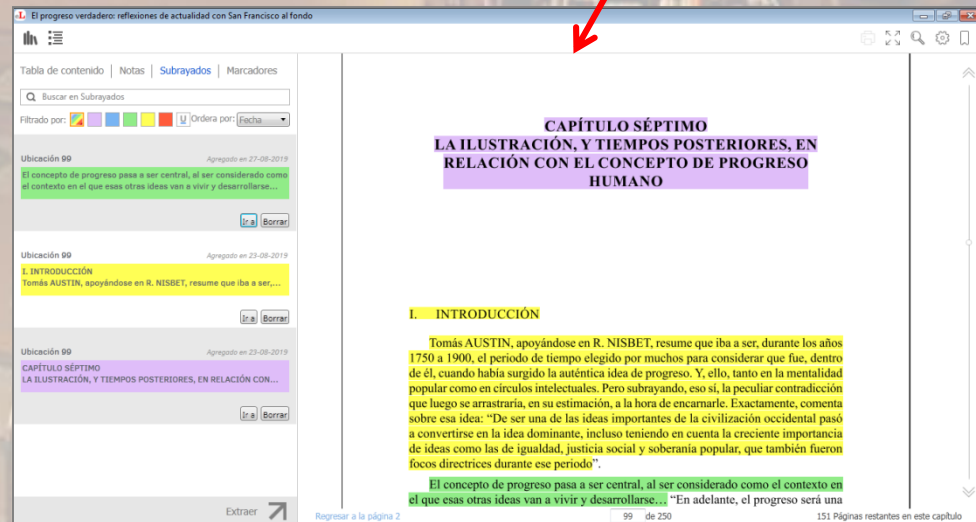 El progreso verdadero: reflexiones de actualidad con San Francisco al fondo
Tabla de contenido | Notas | Subrayados | Marcadores
Buscar en Subrayados
Filtrado por: U Ordera por: Fecha
Ubicación 99 Agregado en 27-08-2019
El concepto de progreso pasa a ser central, al ser considerado como
el contexto en el que esas otras ideas van a vivir y desarrollarse...
Ir a Borrar
Ubicación 99 Agregado en 23-08-2019
I. INTRODUCCIÓN
Tomás AUSTIN, apoyándose en R. NISBET, resume que iba a ser,...
Ir a Borrar
Ubicación 99 Agregado en 23-08-2019
CAPÍTULO SÉPTIMO
LA ILUSTRACIÓN, Y TIEMPOS POSTERIORES, EN RELACIÓN CON...
Ir a Borrar
Extraer
CAPÍTULO SÉPTIMO
LA ILUSTRACIÓN, Y TIEMPOS POSTERIORES, EN
RELACIÓN CON EL CONCEPTO DE PROGRESO
HUMANO
I. INTRODUCCIÓN
Tomás AUSTIN, apoyándose en R. NISBET, resume que iba a ser, durante los años
1750 a 1900, el periodo de tiempo elegido por muchos para considerar que fue, dentro
de él, cuando había surgido la auténtica idea de progreso. Y, ello, tanto en la mentalidad
popular como en círculos intelectuales. Pero subrayando, eso sí, la peculiar contradicción
que luego se arrastraría, en su estimación, a la hora de encarnarle. Exactamente, comenta
sobre esa idea: “De ser una de las ideas importantes de la civilización occidental pasó
a convertirse en la idea dominante, incluso teniendo en cuenta la creciente importancia
de ideas como las de igualdad, justicia social y soberanía popular, que también fueron
focos directrices durante ese periodo”.
El concepto de progreso pasa a ser central, al ser considerado como el contexto en
el que esas otras ideas van a vivir y desarrollarse… “En adelante, el progreso será una
Regresar a la página 2 99 de 250 151 Páginas restantes en este capítulo